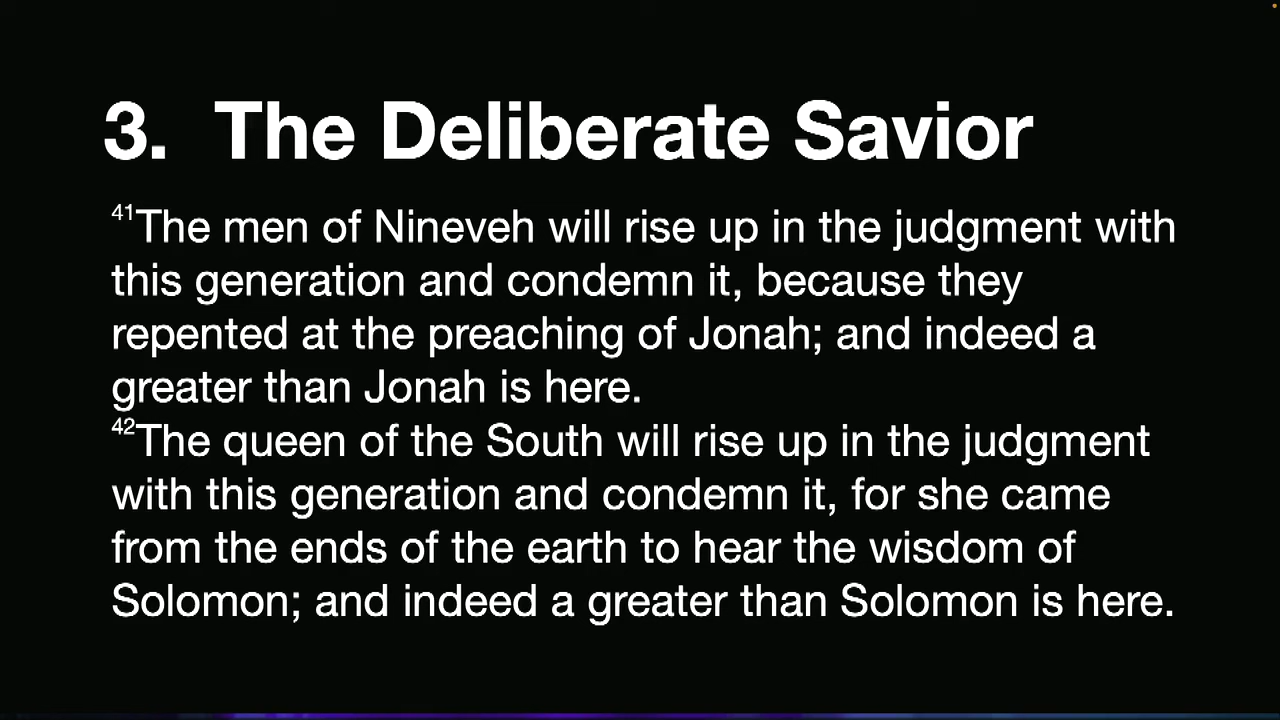 3. The Deliberate Savior
41The men of Nineveh will rise up in the judgment with
this generation and condemn it, because they
repented at the preaching of Jonah; and indeed a
greater than Jonah is here.
42The queen of the South will rise up in the judgment
with this generation and condemn it, for she came
from the ends of the earth to hear the wisdom of
Solomon; and indeed a greater than Solomon is here.